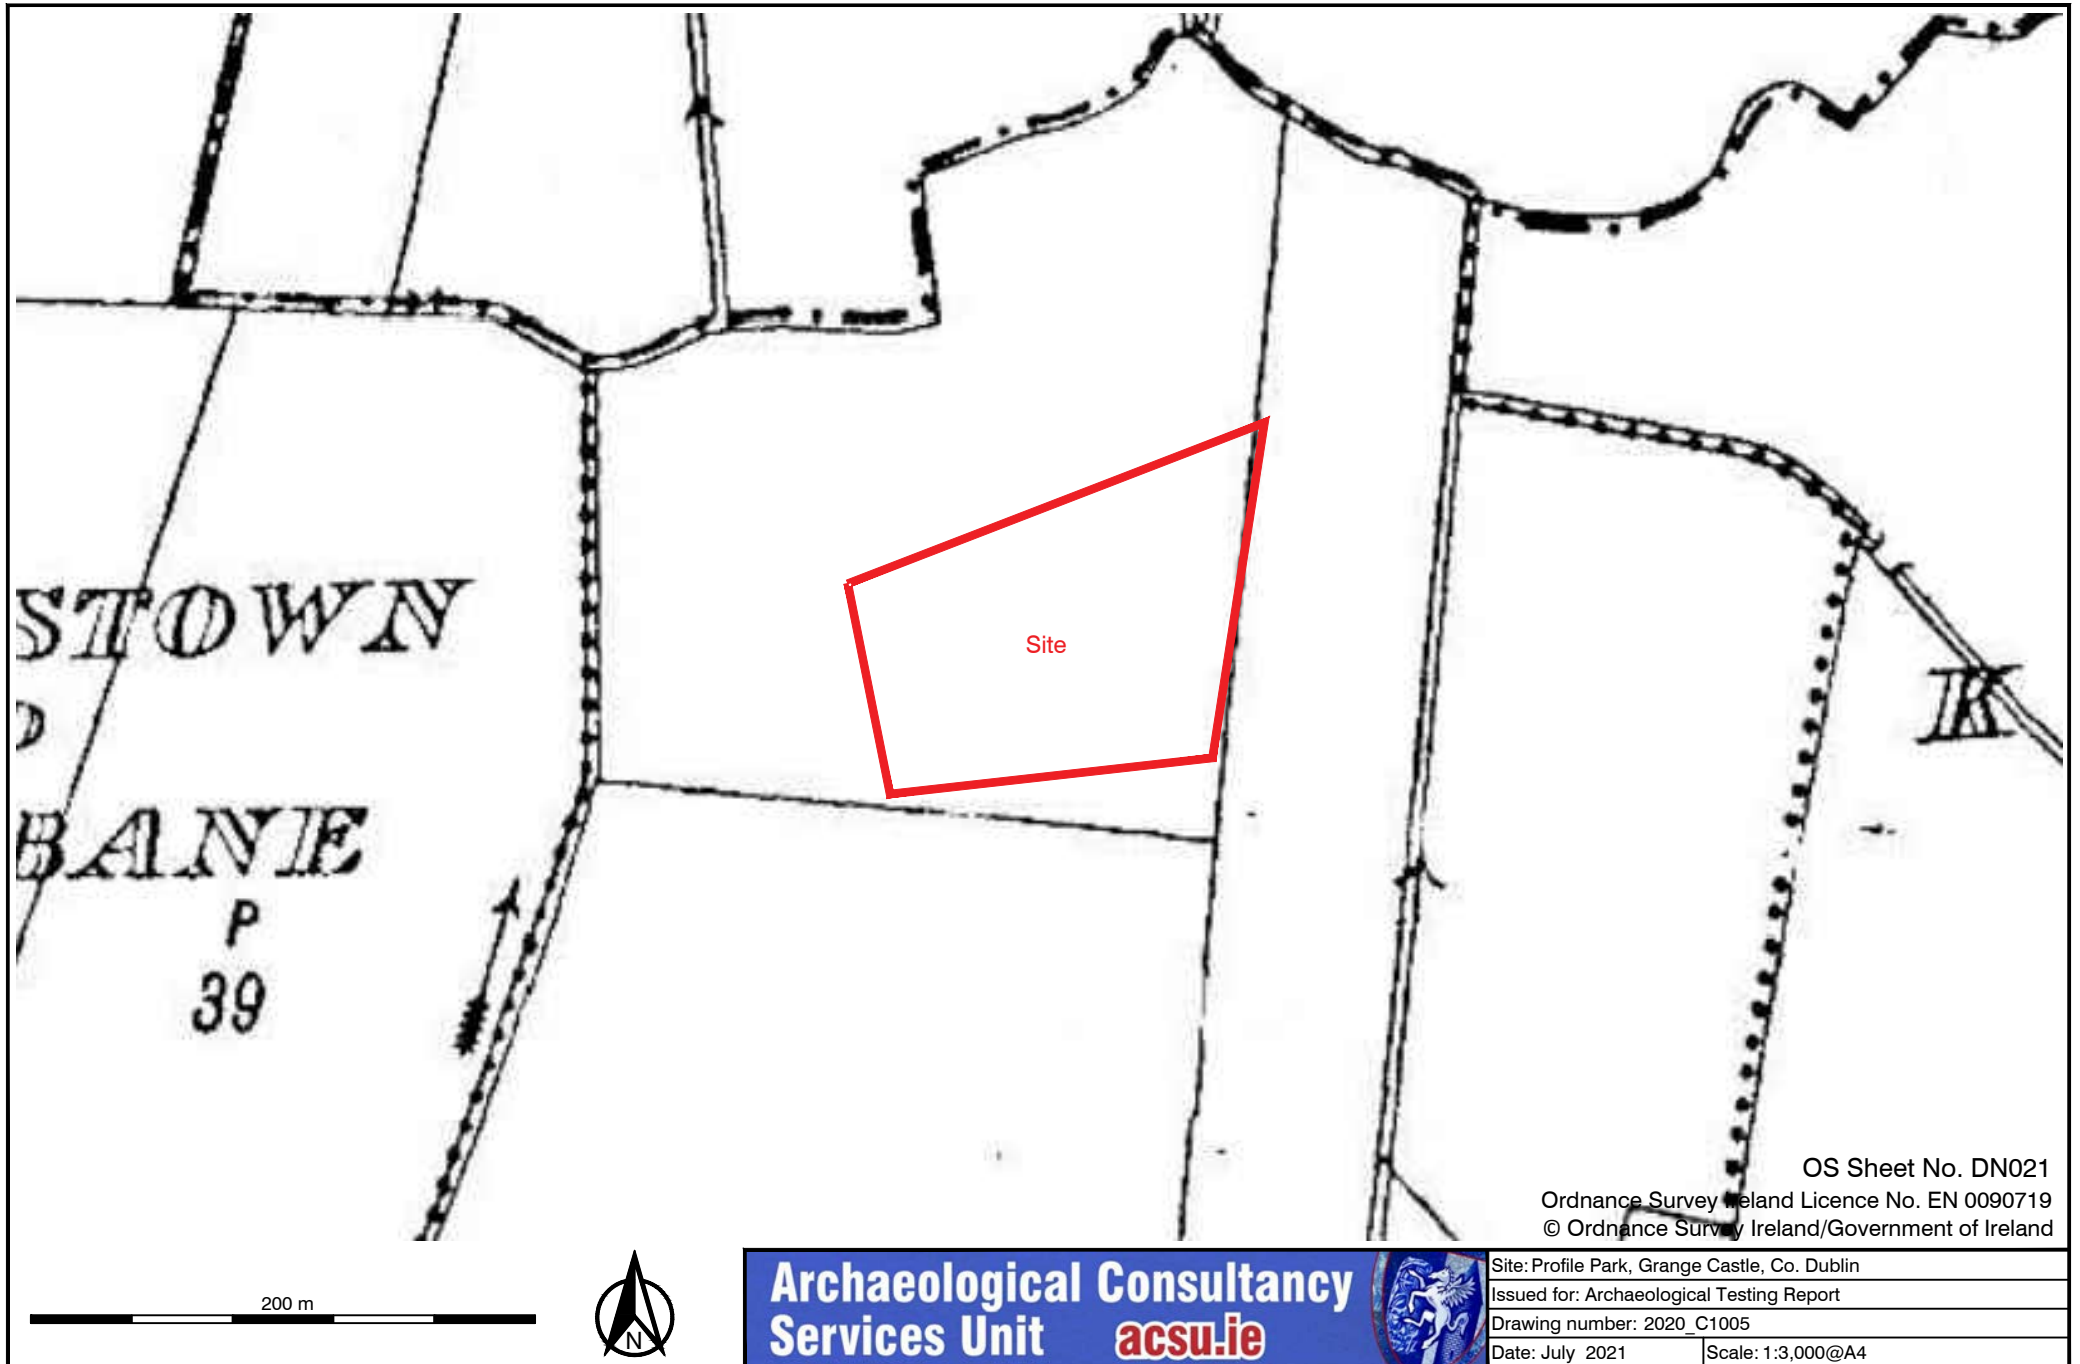 Site
STOWN
BANE
P
39
K
OS Sheet No. DN021
Ordnance Survey Ireland Licence No. EN 0090719
© Ordnance Survey Ireland/Government of Ireland
200 m
N
Archaeological Consultancy
Services Unit acsu.ie
Site: Profile Park, Grange Castle, Co. Dublin
Issued for: Archaeological Testing Report
Drawing number: 2020_C1005
Date: July 2021
Scale: 1:3,000@A4